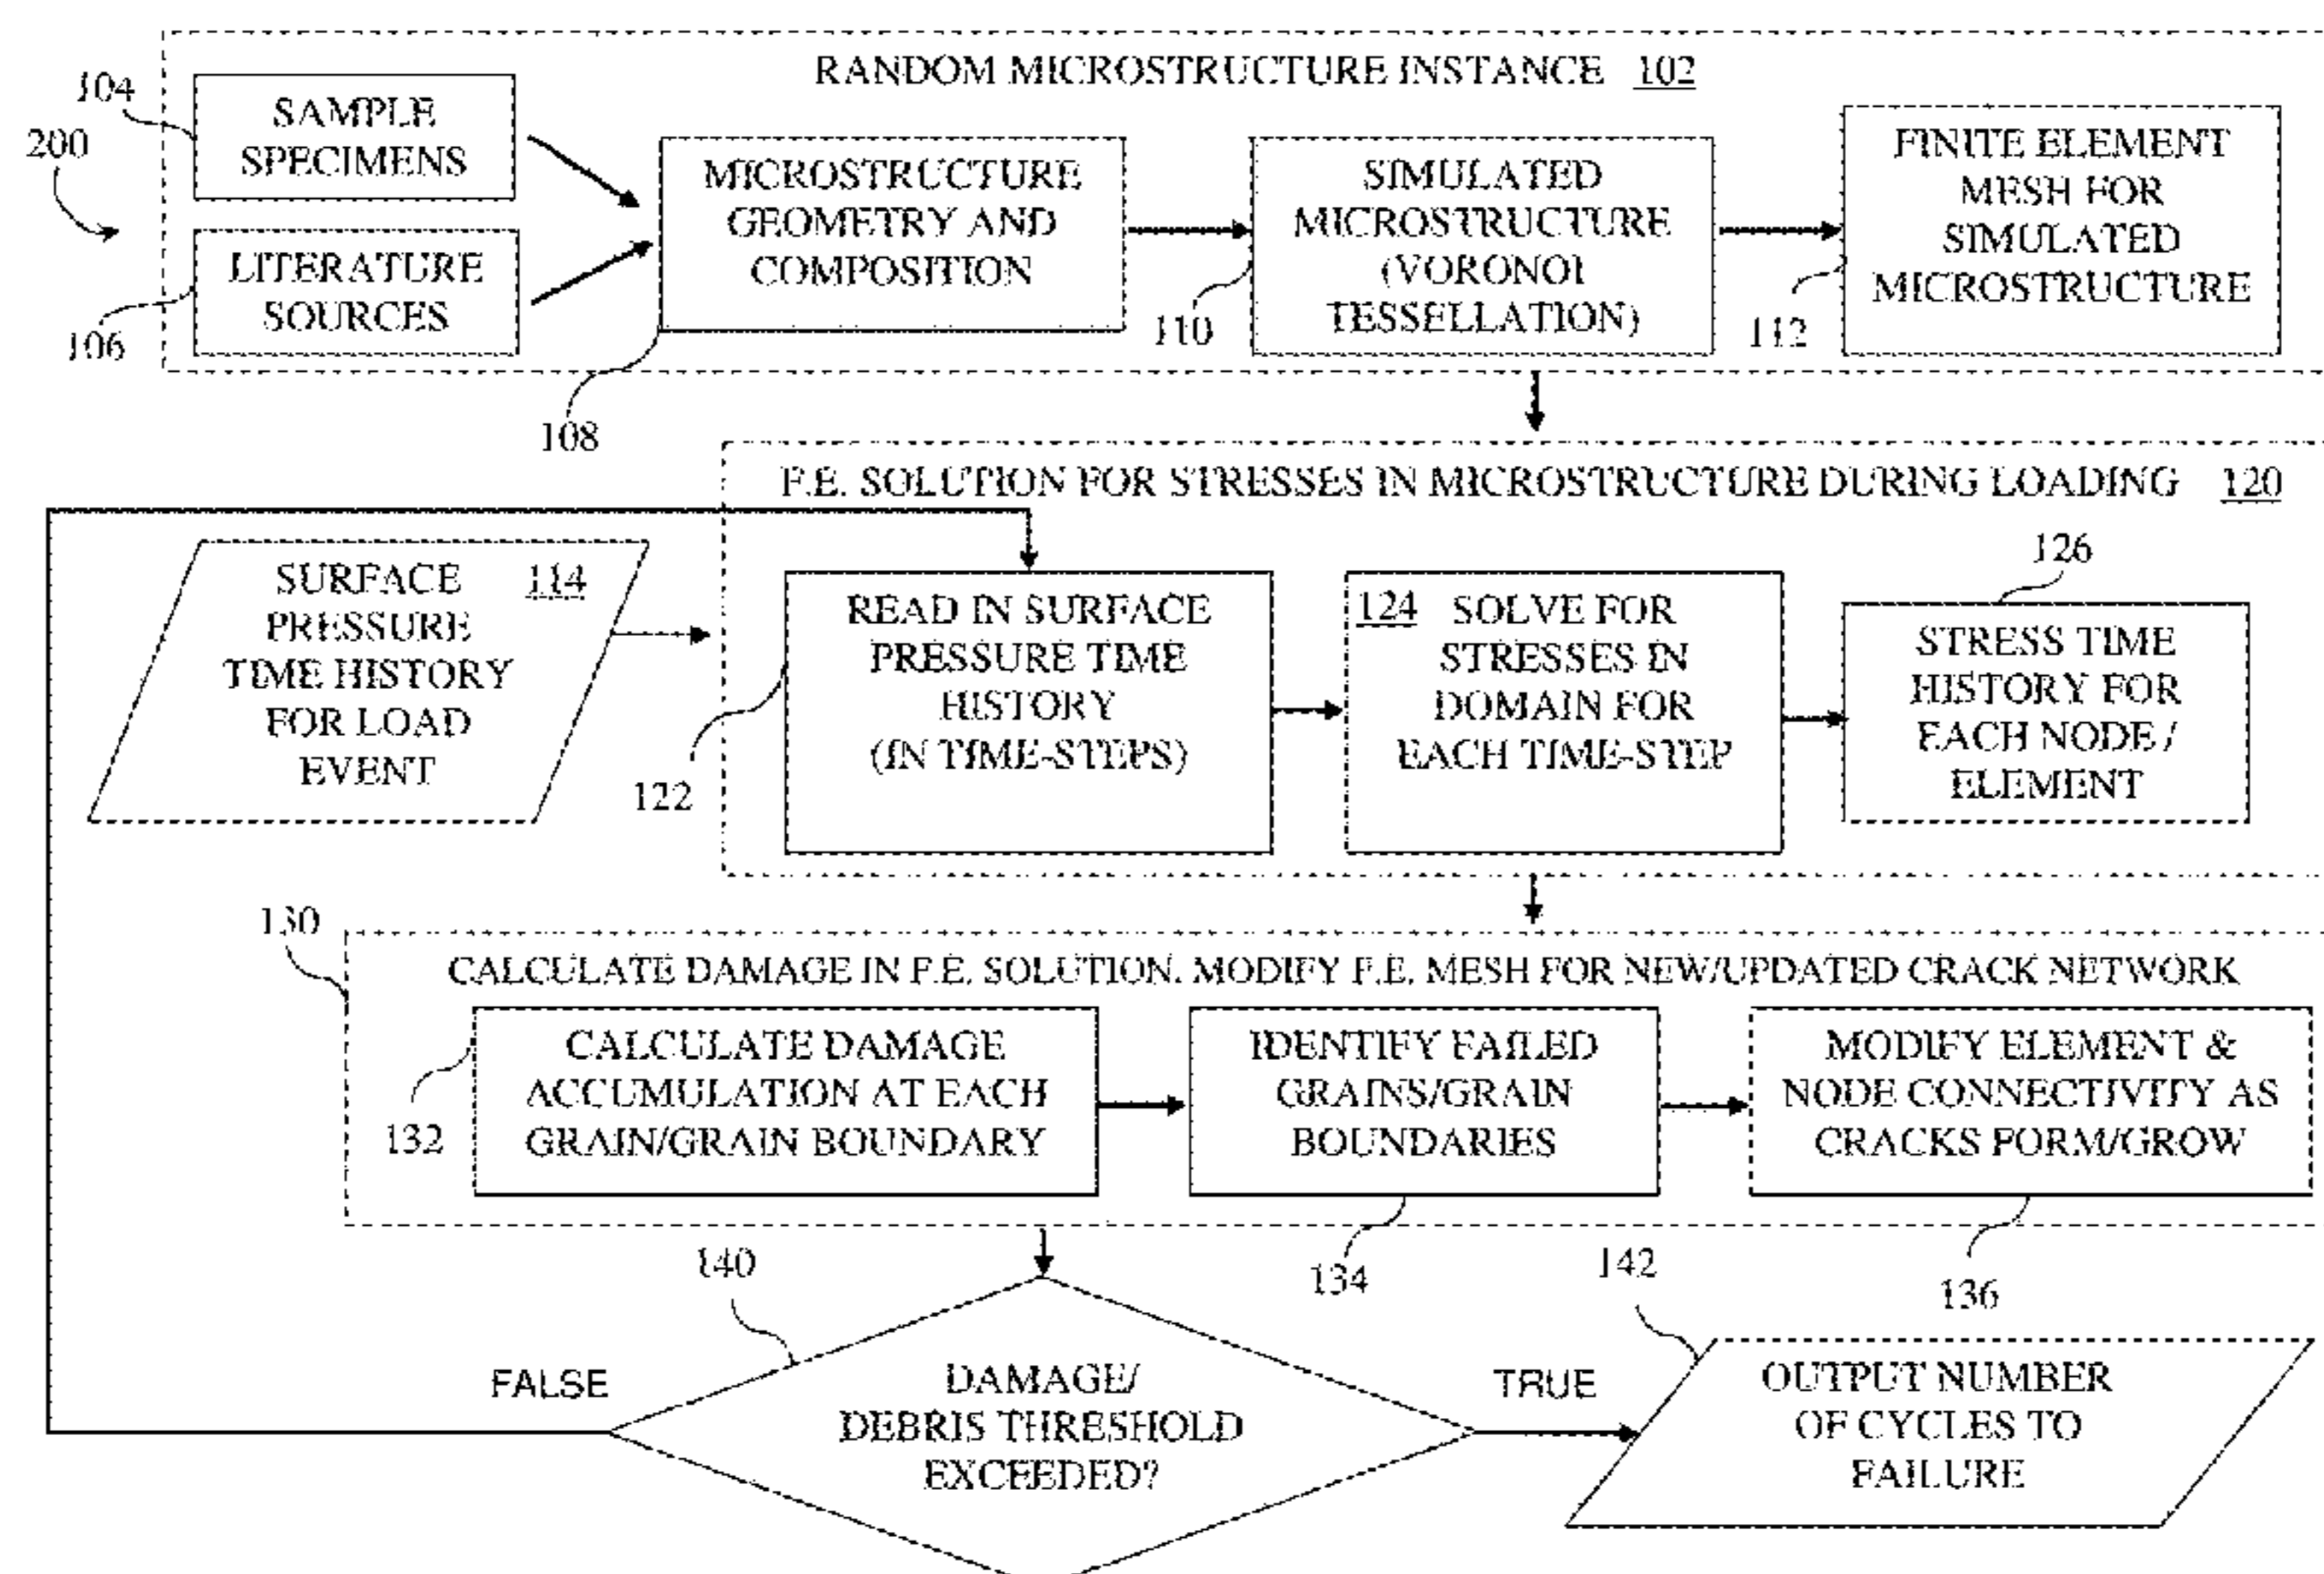 RANDOM MICROSTRUCTURE INSTANCE 102
104
200
SAMPLE
SPECIMENS
LITERATURE
SOURCES
106
MICROSTRUCTURE
GEOMETRY AND
COMPOSITION
108
SIMULATED
MICROSTRUCTURE
(VORONOI
TESSELLATION)
110
FINITE ELEMENT
MESH FOR
SIMULATED
MICROSTRUCTURE
112
F.E. SOLUTION FOR STRESSES IN MICROSTRUCTURE DURING LOADING 120
SURFACE 114
PRESSURE
TIME HISTORY
FOR LOAD
EVENT
READ IN SURFACE
PRESSURE TIME
HISTORY
(IN TIME-STEPS)
122
124 SOLVE FOR
STRESSES IN
DOMAIN FOR
EACH TIME-STEP
126
STRESS TIME
HISTORY FOR
EACH NODE /
ELEMENT
130
CALCULATE DAMAGE IN F.E. SOLUTION. MODIFY F.E. MESH FOR NEW/UPDATED CRACK NETWORK
CALCULATE DAMAGE
ACCUMULATION AT EACH
GRAIN/GRAIN BOUNDARY
132
IDENTIFY FAILED
GRAINS/GRAIN
BOUNDARIES
134
MODIFY ELEMENT &
NODE CONNECTIVITY AS
CRACKS FORM/GROW
136
140
FALSE
DAMAGE/
DEBRIS THRESHOLD
EXCEEDED?
TRUE
142
OUTPUT NUMBER
OF CYCLES TO
FAILURE